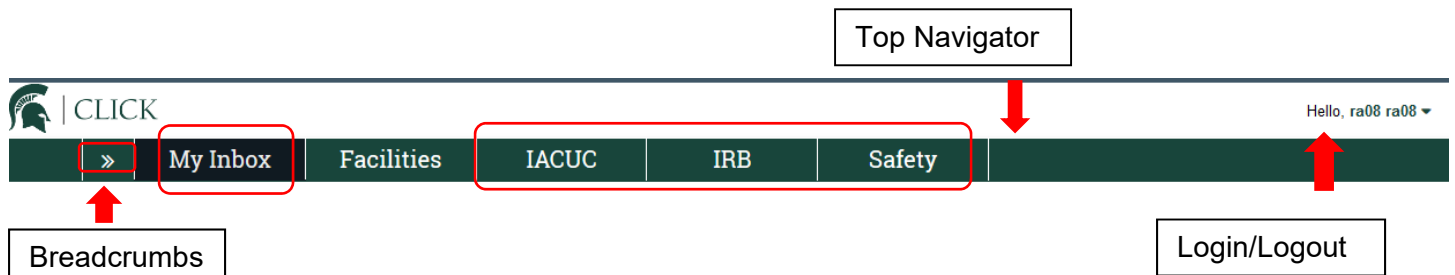 Top Navigator
CLICK
Hello, ra08 ra08
» My Inbox Facilities IACUC IRB Safety
Breadcrumbs
Login/Logout